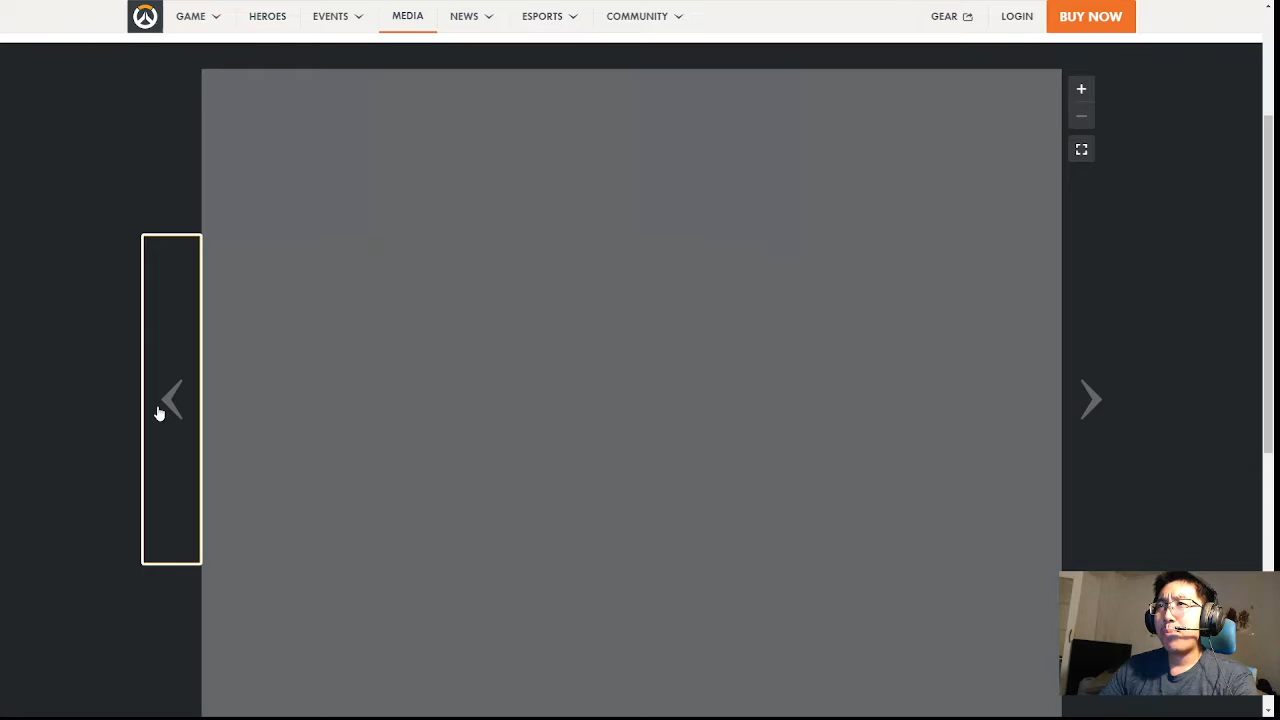 GAME
HEROES
EVENTS
MEDIA
NEWS
ESPORTS
COMMUNITY
GEAR
LOGIN
BUY NOW